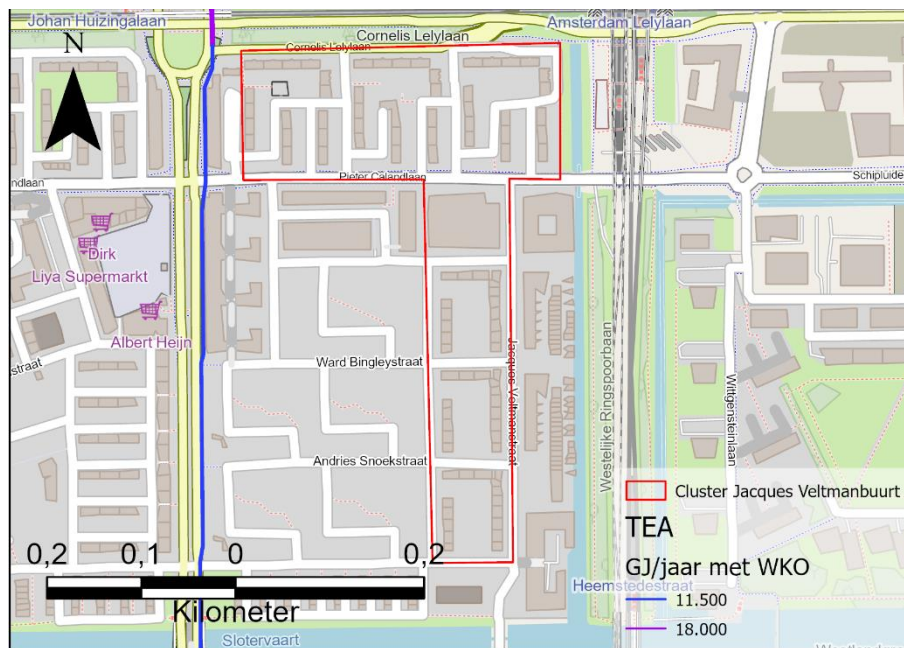 Johan Huizingalaan
Amsterdam Lelylaan
Cornelis Lelylaan
Cornelis Lelylaan
N
ndlaan
Pieter Calandlaan
Schipluide
Dirk
Liya Supermarkt
Albert Heijn
straat
Ward Bingleystraat
Jacques Veltmanstraat
Westelijke Ringspoorbaan
Wittgensteinlaan
Andries Snoekstraat
Cluster Jacques Veltmanbuurt
TEA
GJ/jaar met WKO
11.500
18.000
0,2 0,1 0 0,2
Kilometer
Heemstedestraat
Slotervaart